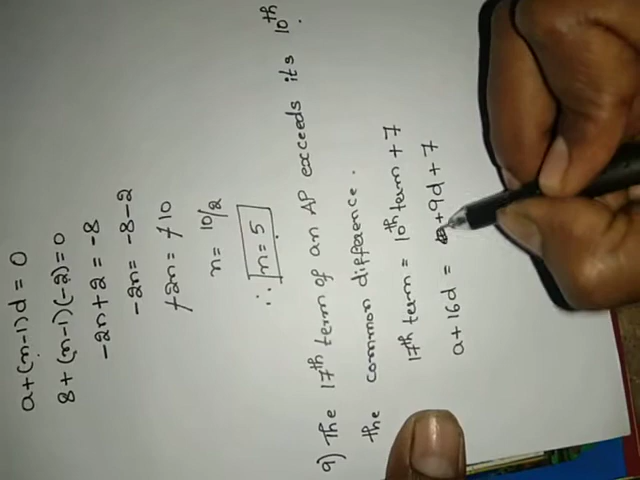 a+(n-1)d = 0
8+(n-1)(-2)=0
-2n+2 = -8
-2n = -8-2
-2n = -10
n = 10/2
∴ n = 5
9) The 17th term of an AP exceeds its 10th
the common difference.
17th term = 10th term + 7
a+16d = a+9d+7